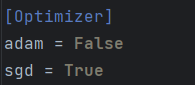 [Optimizer]
adam = False
sgd = True